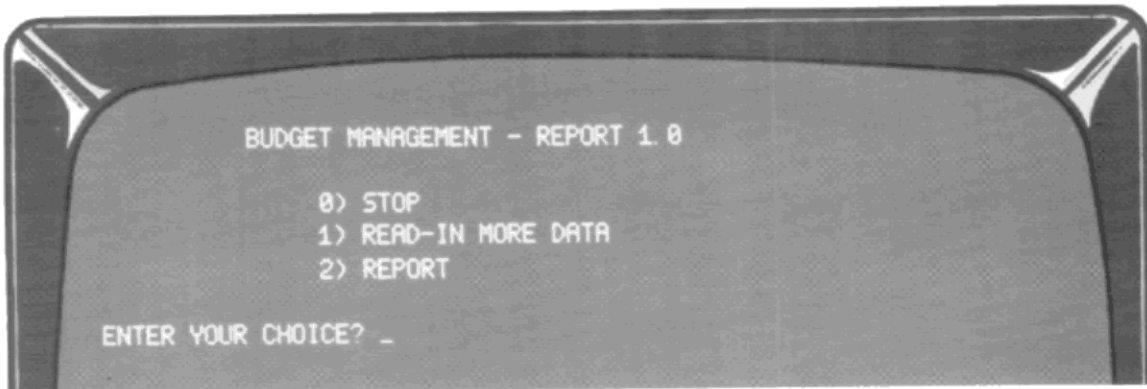 BUDGET MANAGEMENT - REPORT 1.0
0) STOP
1) READ-IN MORE DATA
2) REPORT
ENTER YOUR CHOICE? _